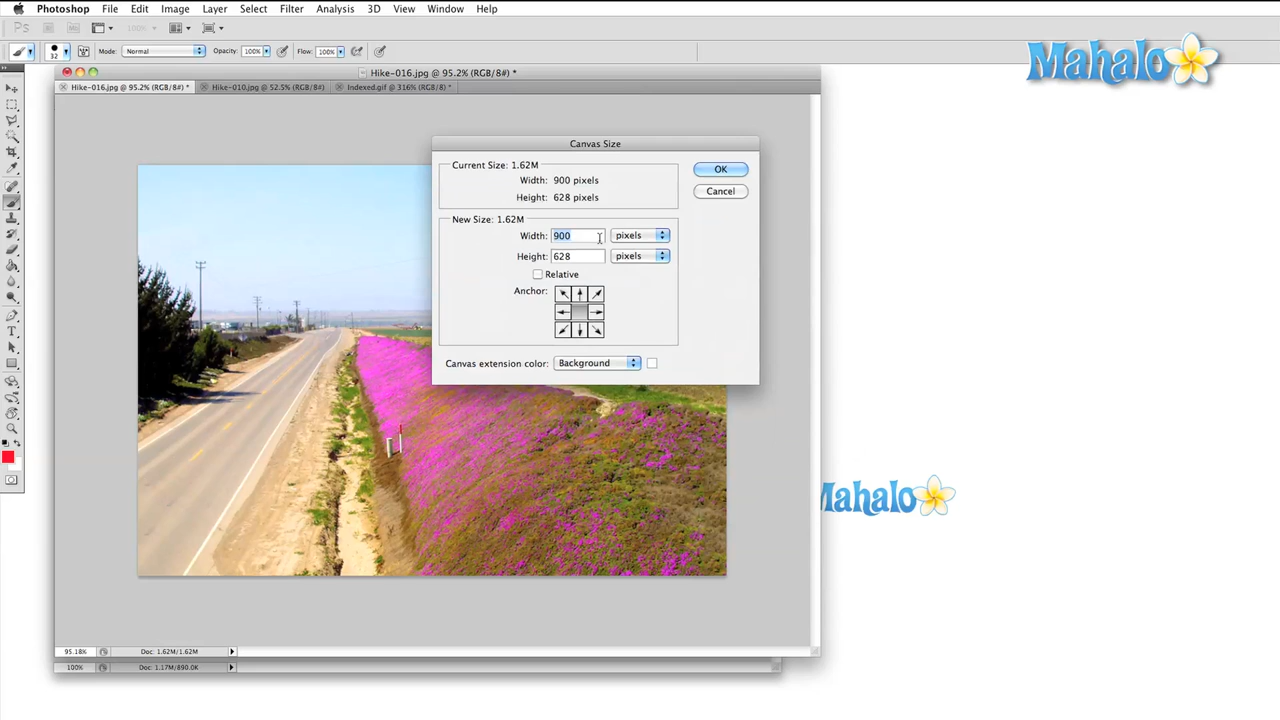 Photoshop File Edit Image Layer Select Filter Analysis 3D View Window Help
Ps 100%
32 Mode: Normal Opacity: 100% Flow: 100%
Mahalo
Hike-016.jpg @ 95.2% (RGB/8#) *
Hike-016.jpg @ 95.2% (RGB/8#) * Hike-010.jpg @ 52.5% (RGB/8#) Indexed.gif @ 316% (RGB/8) *
Canvas Size
Current Size: 1.62M
Width: 900 pixels
Height: 628 pixels
OK
Cancel
New Size: 1.62M
Width: 900 pixels
Height: 628 pixels
Relative
Anchor:
Canvas extension color: Background
Mahalo
95.18% Doc: 1.62M/1.62M
100% Doc: 1.17M/890.0K